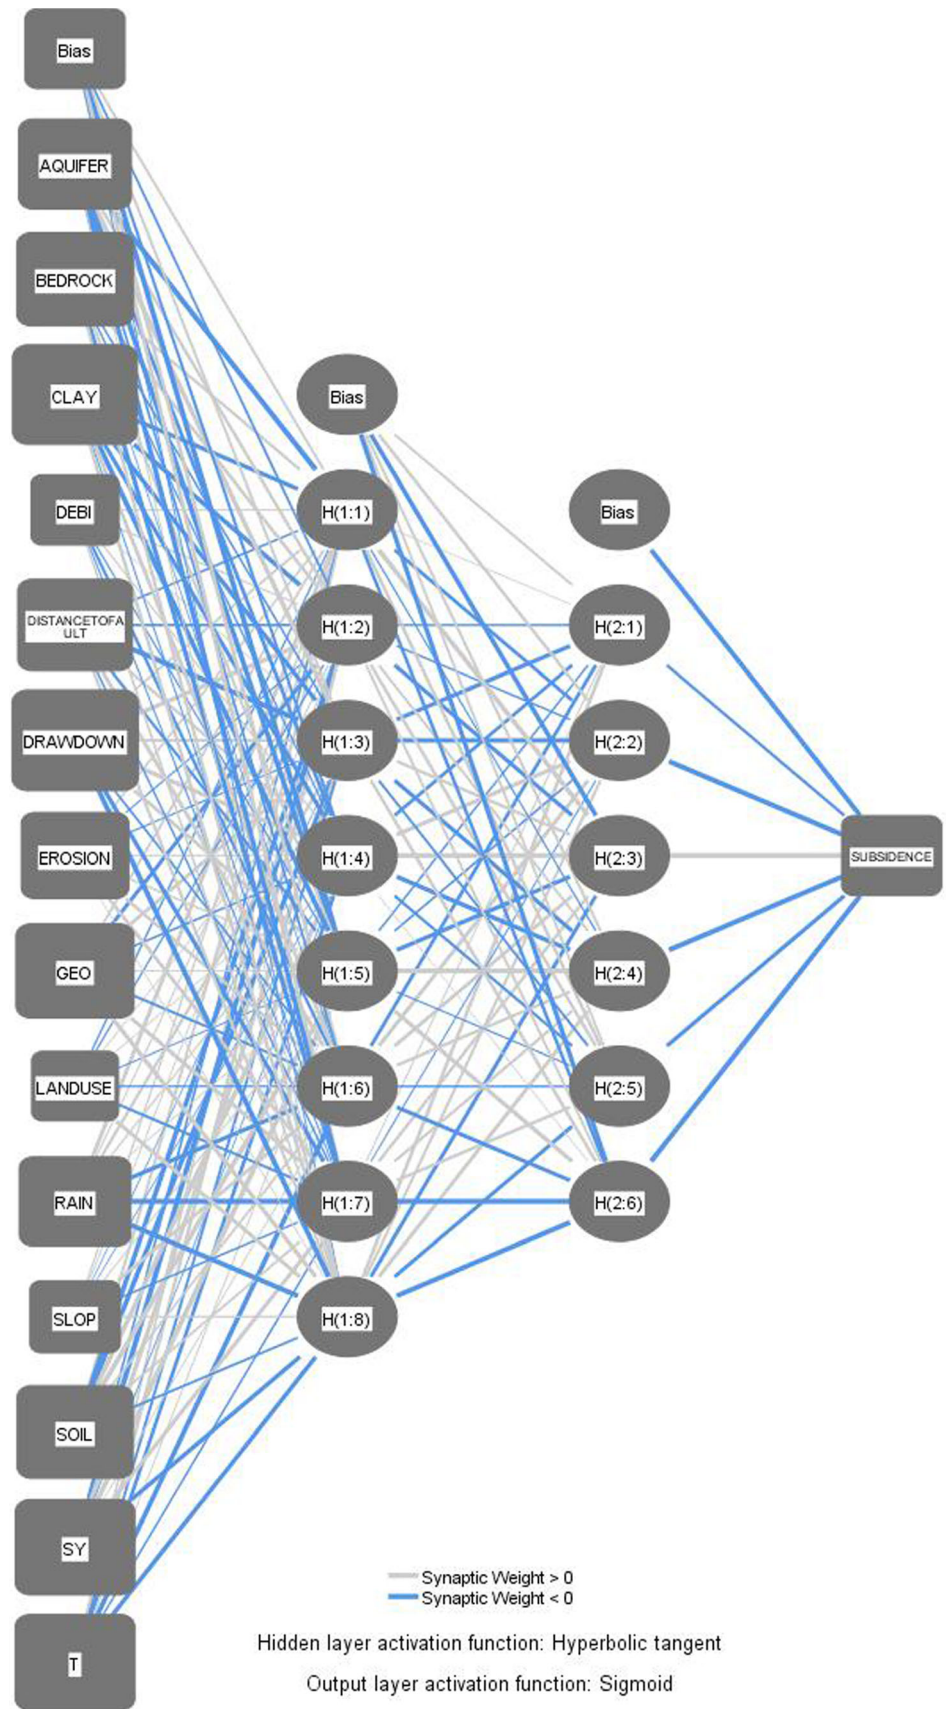 Bias
AQUIFER
BEDROCK
CLAY
DEBI
DISTANCETOFA
ULT
DRAWDOWN
EROSION
GEO
LANDUSE
RAIN
SLOP
SOIL
SY
T
Bias
H(1:1)
H(1:2)
H(1:3)
H(1:4)
H(1:5)
H(1:6)
H(1:7)
H(1:8)
Bias
H(2:1)
H(2:2)
H(2:3)
H(2:4)
H(2:5)
H(2:6)
SUBSIDENCE
Synaptic Weight > 0
Synaptic Weight < 0
Hidden layer activation function: Hyperbolic tangent
Output layer activation function: Sigmoid